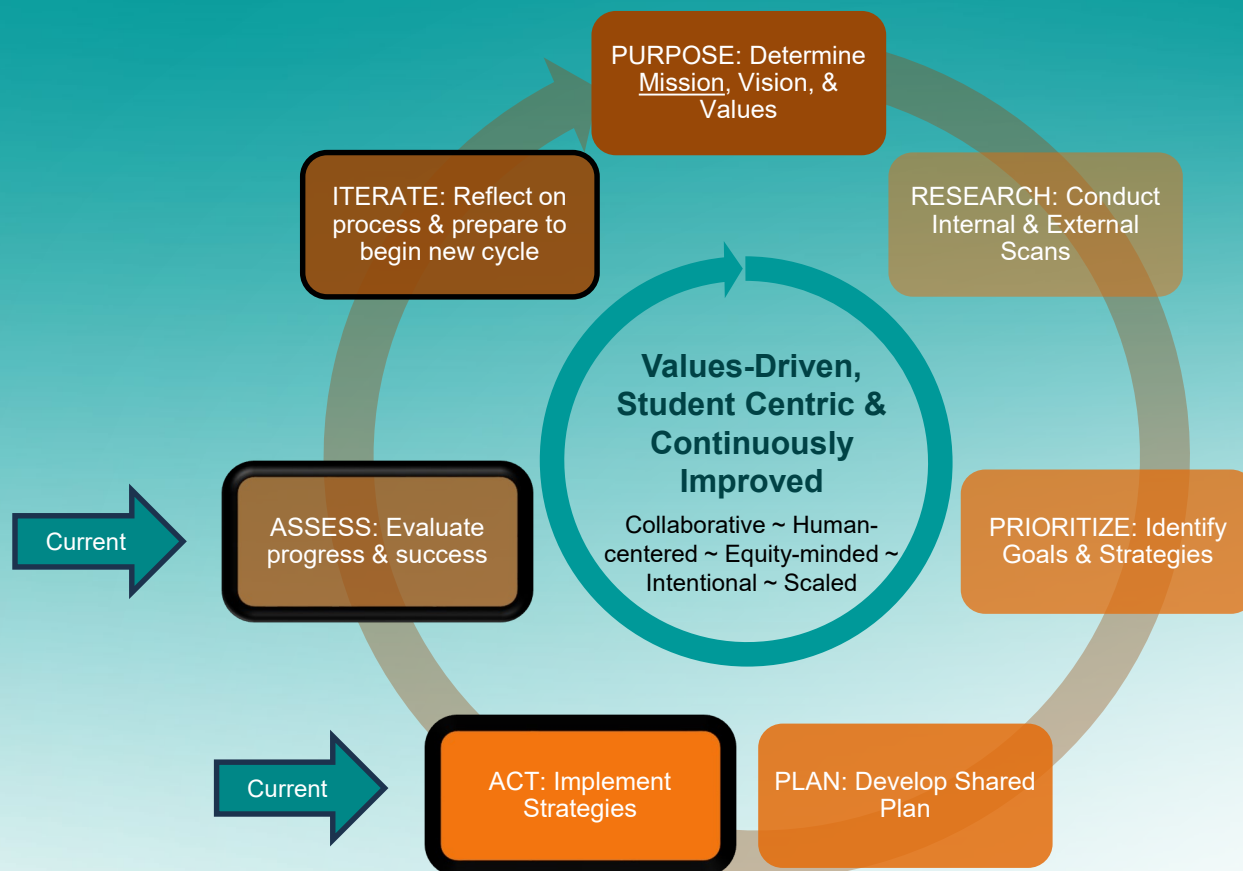 PURPOSE: Determine
Mission, Vision, &
Values
RESEARCH: Conduct
Internal & External
Scans
PRIORITIZE: Identify
Goals & Strategies
PLAN: Develop Shared
Plan
ACT: Implement
Strategies
Current
ASSESS: Evaluate
progress & success
Current
ITERATE: Reflect on
process & prepare to
begin new cycle
Values-Driven,
Student Centric &
Continuously
Improved
Collaborative ~ Human-
centered ~ Equity-minded ~
Intentional ~ Scaled